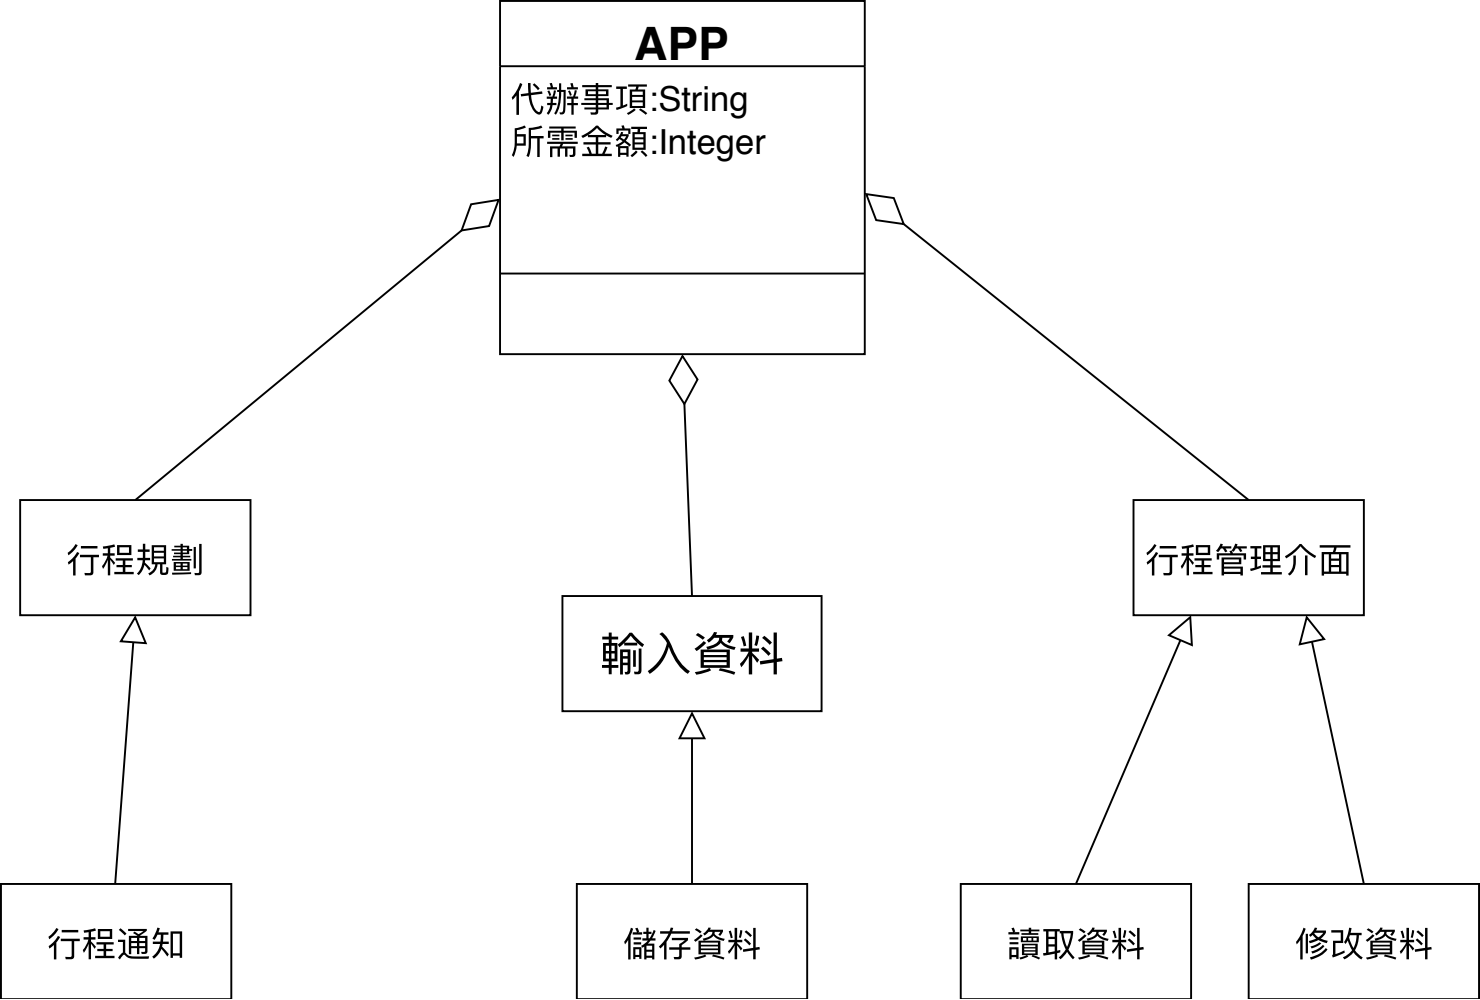 APP
代辦事項:String
所需金額:Integer
行程規劃
行程管理介面
輸入資料
行程通知
儲存資料
讀取資料
修改資料